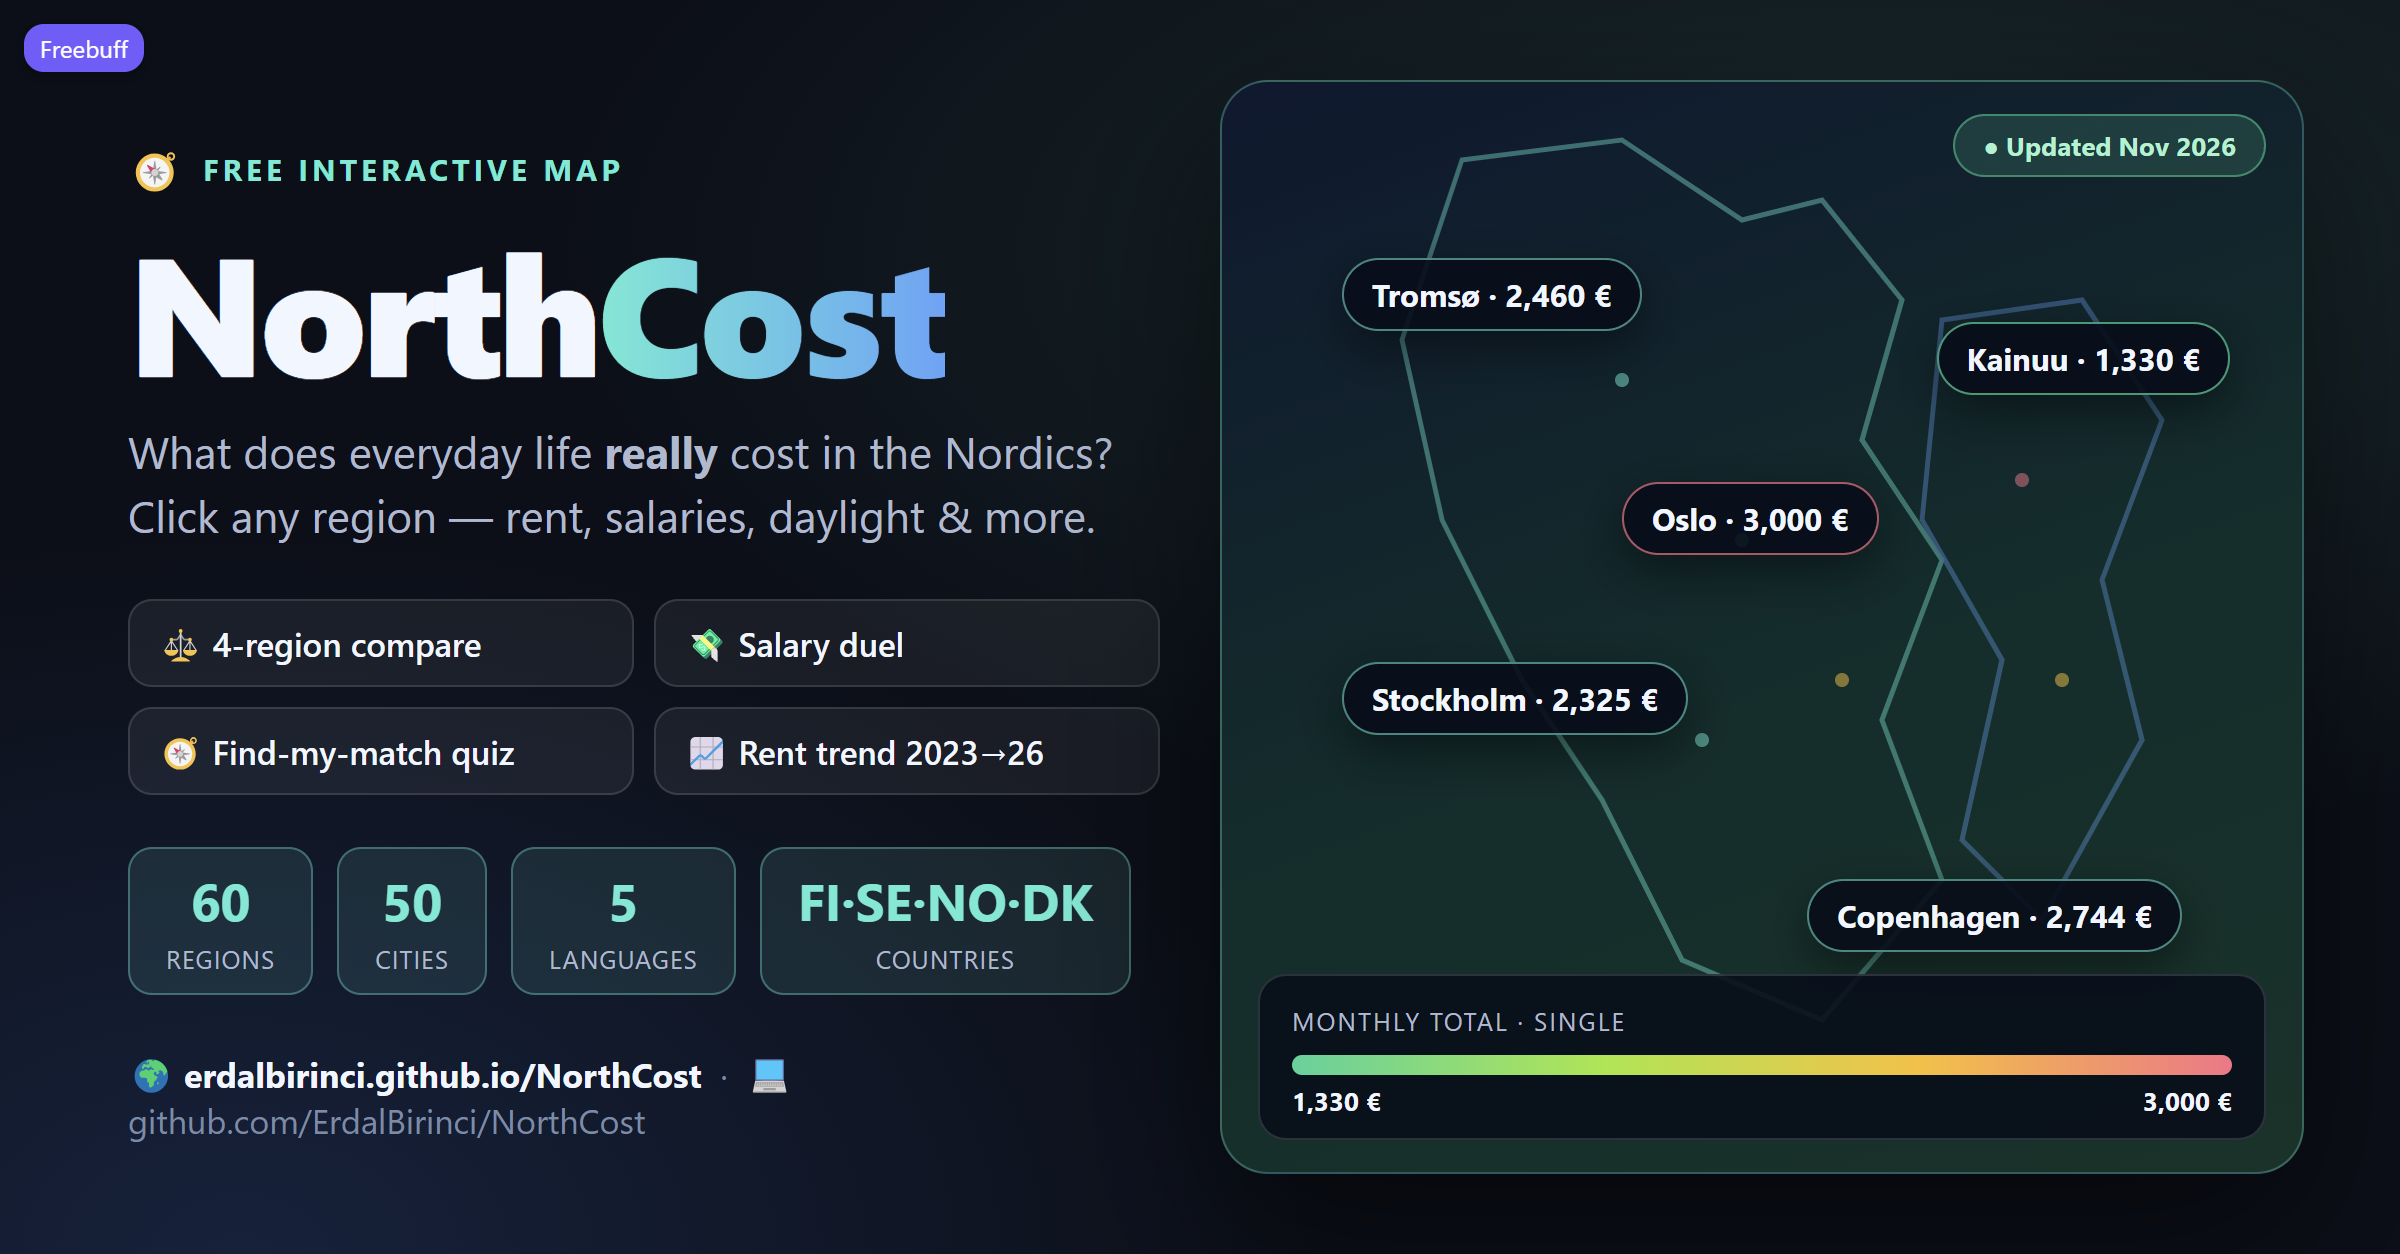 Freebuff
FREE INTERACTIVE MAP
NorthCost
What does everyday life really cost in the Nordics?
Click any region — rent, salaries, daylight & more.
4-region compare
Salary duel
Find-my-match quiz
Rent trend 2023→26
60
REGIONS
50
CITIES
5
LANGUAGES
FI·SE·NO·DK
COUNTRIES
erdalbirinci.github.io/NorthCost ·
github.com/ErdalBirinci/NorthCost
● Updated Nov 2026
Tromsø · 2,460 €
Kainuu · 1,330 €
Oslo · 3,000 €
Stockholm · 2,325 €
Copenhagen · 2,744 €
MONTHLY TOTAL · SINGLE
1,330 €
3,000 €